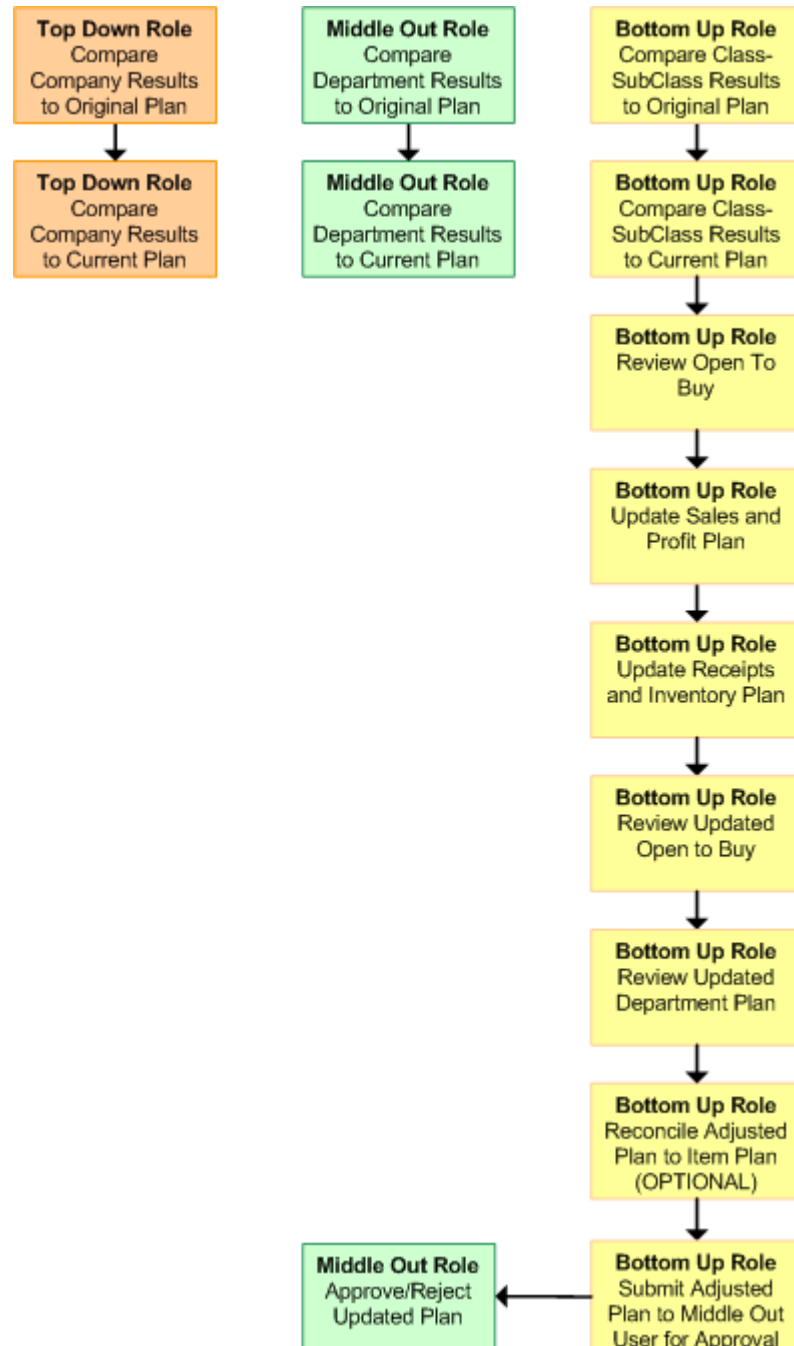 Top Down Role
Compare
Company Results
to Original Plan
Middle Out Role
Compare
Department Results
to Original Plan
Bottom Up Role
Compare Class-
SubClass Results
to Original Plan
Top Down Role
Compare
Company Results
to Current Plan
Middle Out Role
Compare
Department Results
to Current Plan
Bottom Up Role
Compare Class-
SubClass Results
to Current Plan
Bottom Up Role
Review Open To
Buy
Bottom Up Role
Update Sales and
Profit Plan
Bottom Up Role
Update Receipts
and Inventory Plan
Bottom Up Role
Review Updated
Open to Buy
Bottom Up Role
Review Updated
Department Plan
Bottom Up Role
Reconcile Adjusted
Plan to Item Plan
(OPTIONAL)
Middle Out Role
Approve/Reject
Updated Plan
Bottom Up Role
Submit Adjusted
Plan to Middle Out
User for Approval